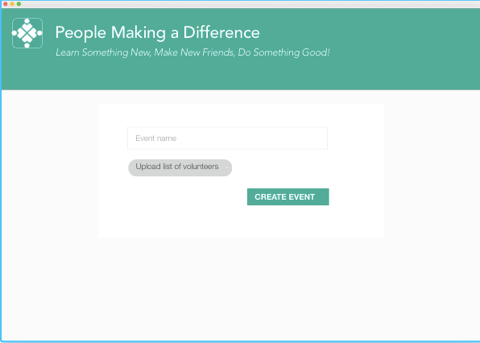 People Making a Difference
Learn Something New, Make New Friends, Do Something Good!
Event name
Upload list of volunteers
CREATE EVENT